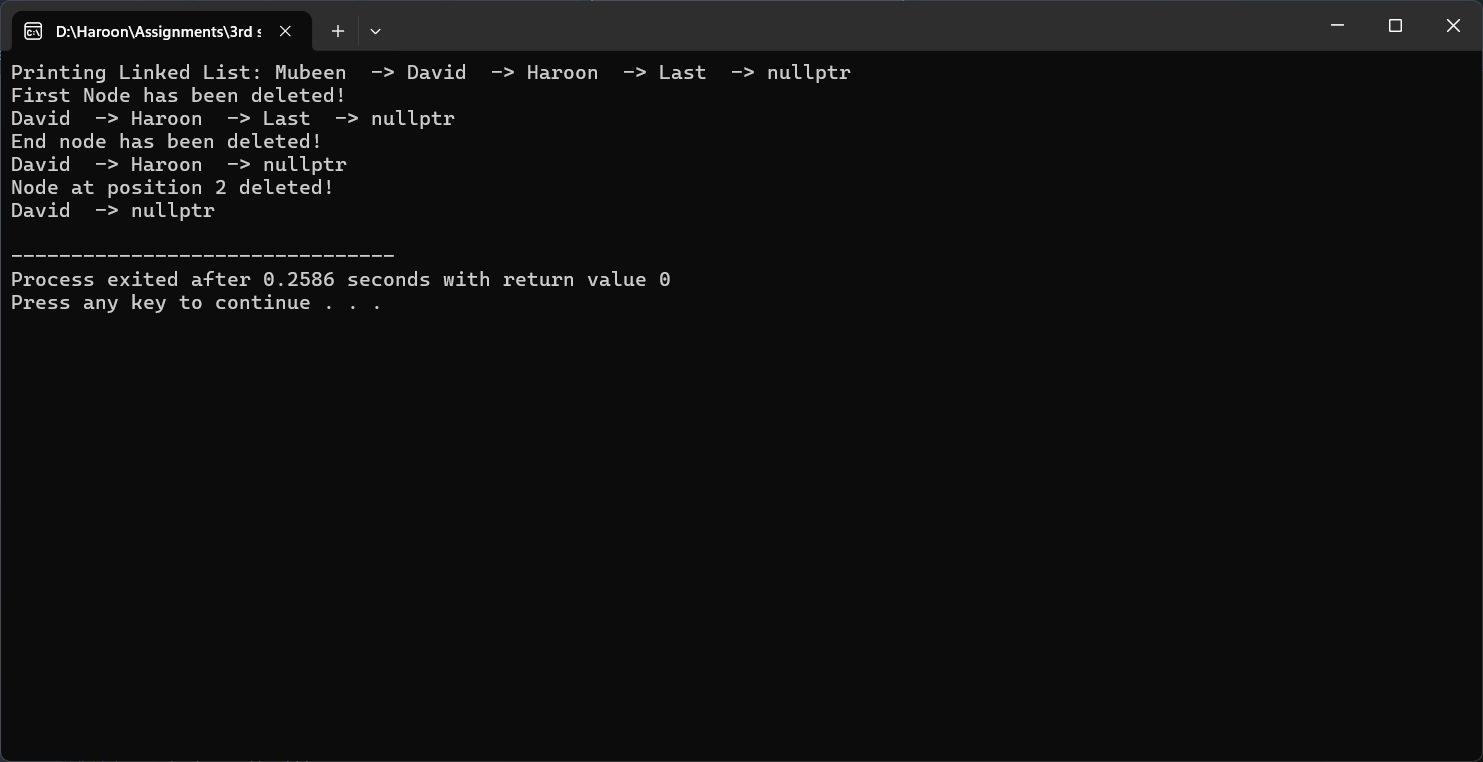 D:\Haroon\Assignments\3rd s
Printing Linked List: Mubeen  -> David  -> Haroon  -> Last  -> nullptr
First Node has been deleted!
David  -> Haroon  -> Last  -> nullptr
End node has been deleted!
David  -> Haroon  -> nullptr
Node at position 2 deleted!
David  -> nullptr
--------------------------------
Process exited after 0.2586 seconds with return value 0
Press any key to continue . . .